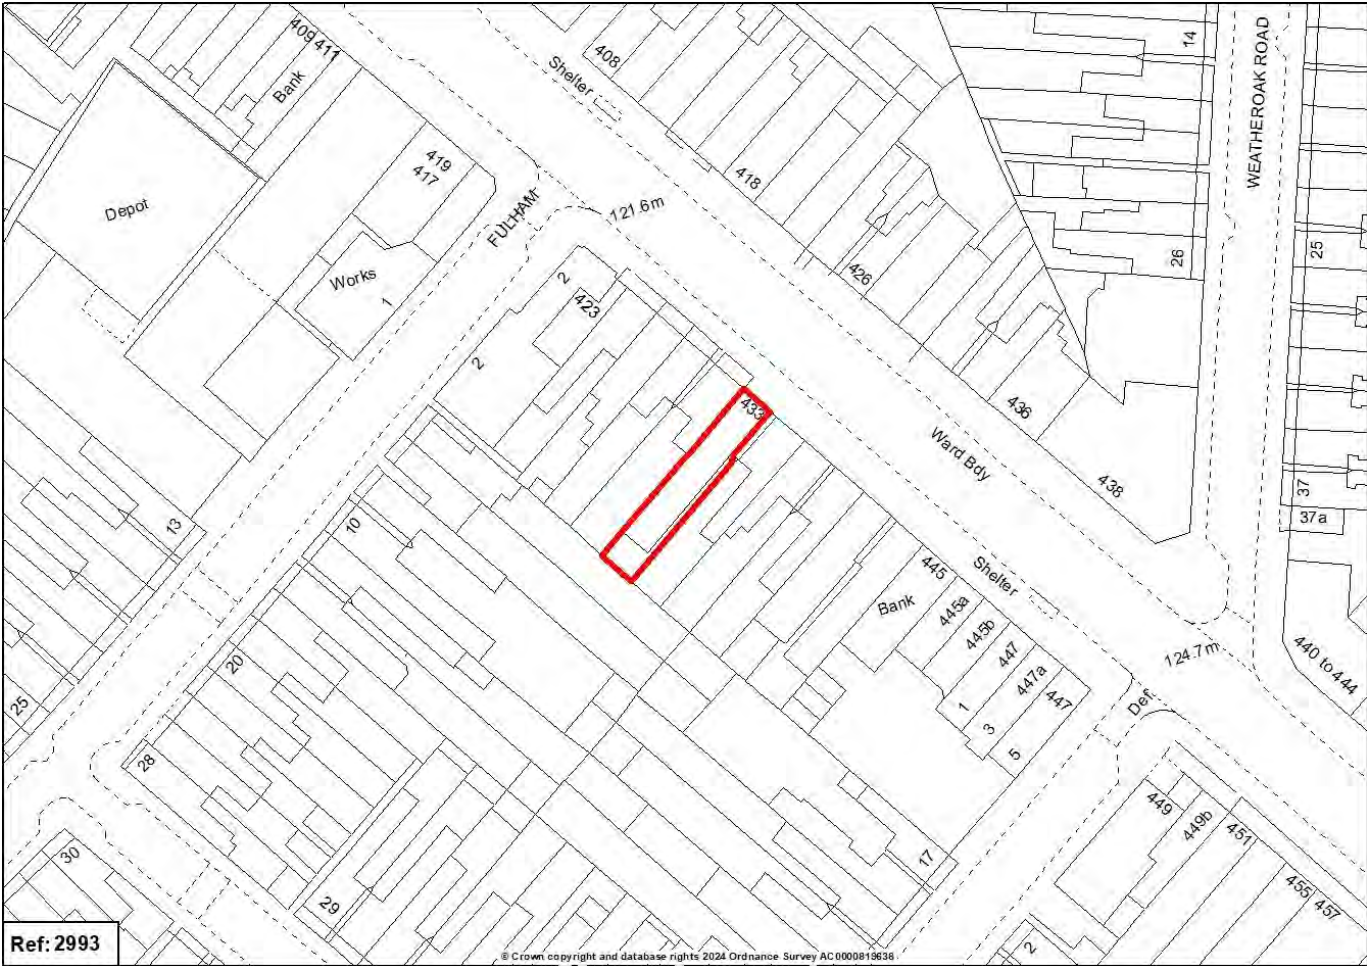 409 411
Bank
Shelter
408
14
WEATHEROAK ROAD
419
417
418
Depot
FULHAM
121.6m
Works
1
426
26
25
2
423
2
433
436
Ward Bdy
438
37
37a
13
10
445
Shelter
Bank
445a
445b
447
447a
447
124.7m
440 to 444
Def.
1
3
5
20
25
28
449
449b
451
455
457
30
29
17
2
Ref: 2993
© Crown copyright and database rights 2024 Ordnance Survey AC0000819636